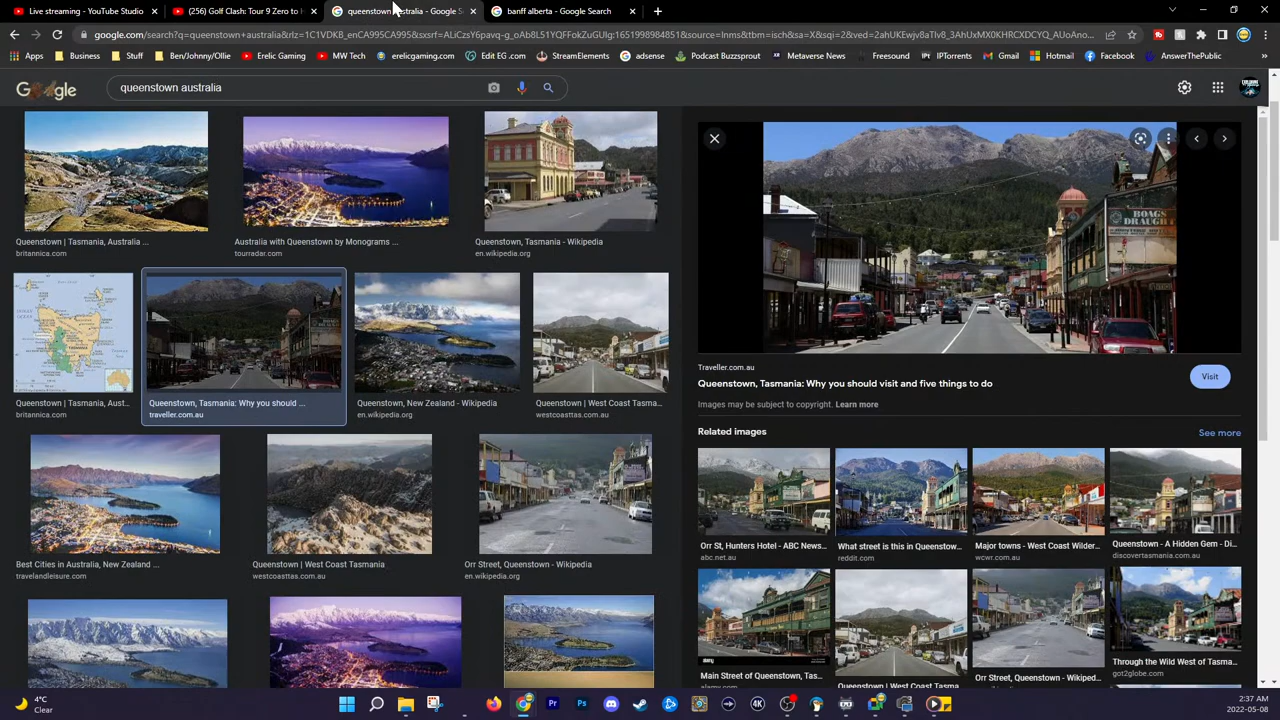 Live streaming - YouTube Studio
(256) Golf Clash: Tour 9 Zero to H
banff alberta - Google Search
Apps
Business
Stuff
Ben/Johnny/Ollie
Erelic Gaming
MW Tech
erelicgaming.com
Edit EG.com
adsense
Podcast Buzzsprout
Metaverse News
Freesound
IPTorrents
Gmail
Hotmail
Facebook
AnswerThePublic
Google
queenstown australia
Queenstown | Tasmania, Australia ...
britannica.com
Australia with Queenstown by Monograms ...
tourradar.com
Queenstown, Tasmania - Wikipedia
en.wikipedia.org
Queenstown | Tasmania, Aust...
britannica.com
Queenstown, Tasmania: Why you should ...
traveller.com.au
Queenstown, New Zealand - Wikipedia
en.wikipedia.org
Queenstown | West Coast Tasma...
westcoasttas.com.au
Best Cities in Australia, New Zealand ...
travelandleisure.com
Queenstown | West Coast Tasmania
westcoasttas.com.au
Orr Street, Queenstown - Wikipedia
en.wikipedia.org
BOAGS
DRAUGHT
Traveller.com.au
Queenstown, Tasmania: Why you should visit and five things to do
Visit
Images may be subject to copyright. Learn more
Related images
See more
Orr St, Hunters Hotel - ABC News...
abc.net.au
What street is this in Queenstow...
reddit.com
Major towns - West Coast Wilder...
wcwr.com.au
Queenstown - A Hidden Gem - Di...
discovertasmania.com.au
Main Street of Queenstown, Tas...
alamy.com
Queenstown | West Coast Tasma...
Orr Street, Queenstown - Wikiped...
Through the Wild West of Tasma...
got2globe.com
4°C
Clear
2:37 AM
2022-05-08